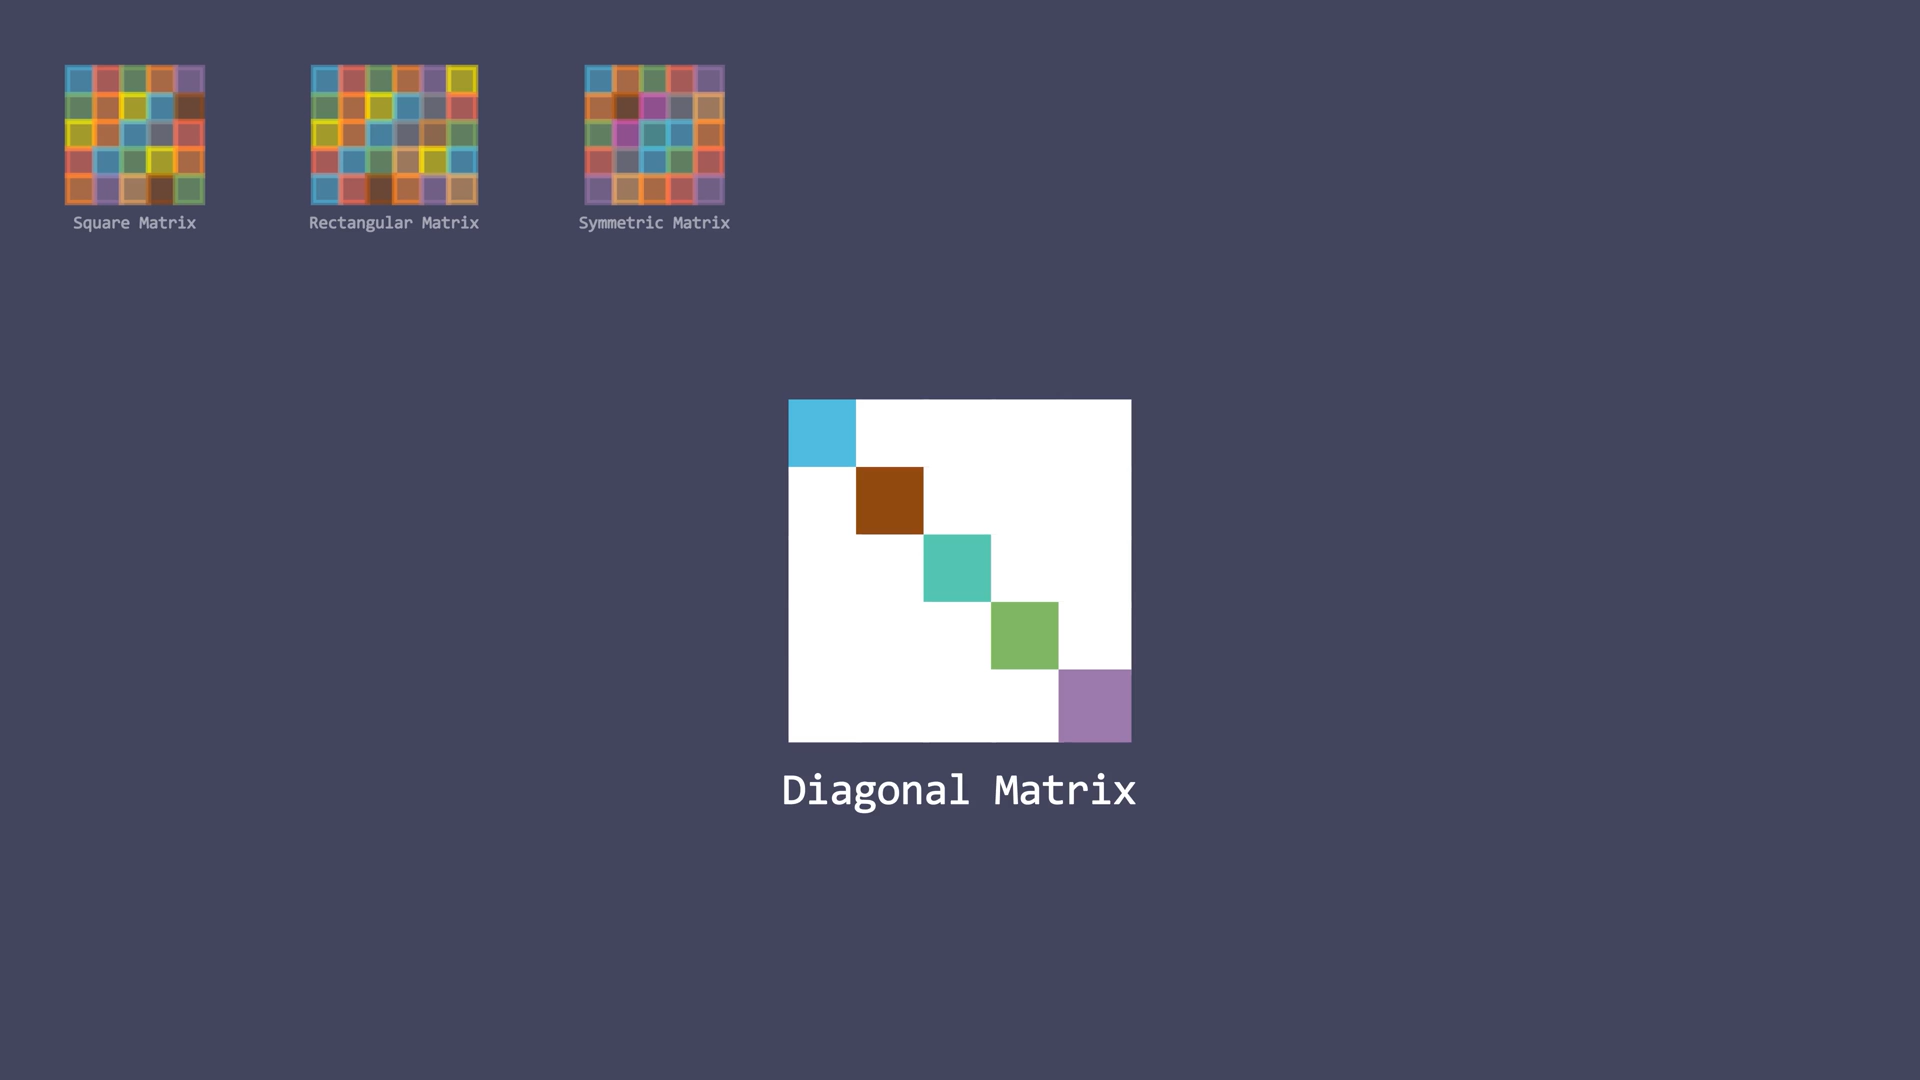 Square Matrix
Rectangular Matrix
Symmetric Matrix
Diagonal Matrix